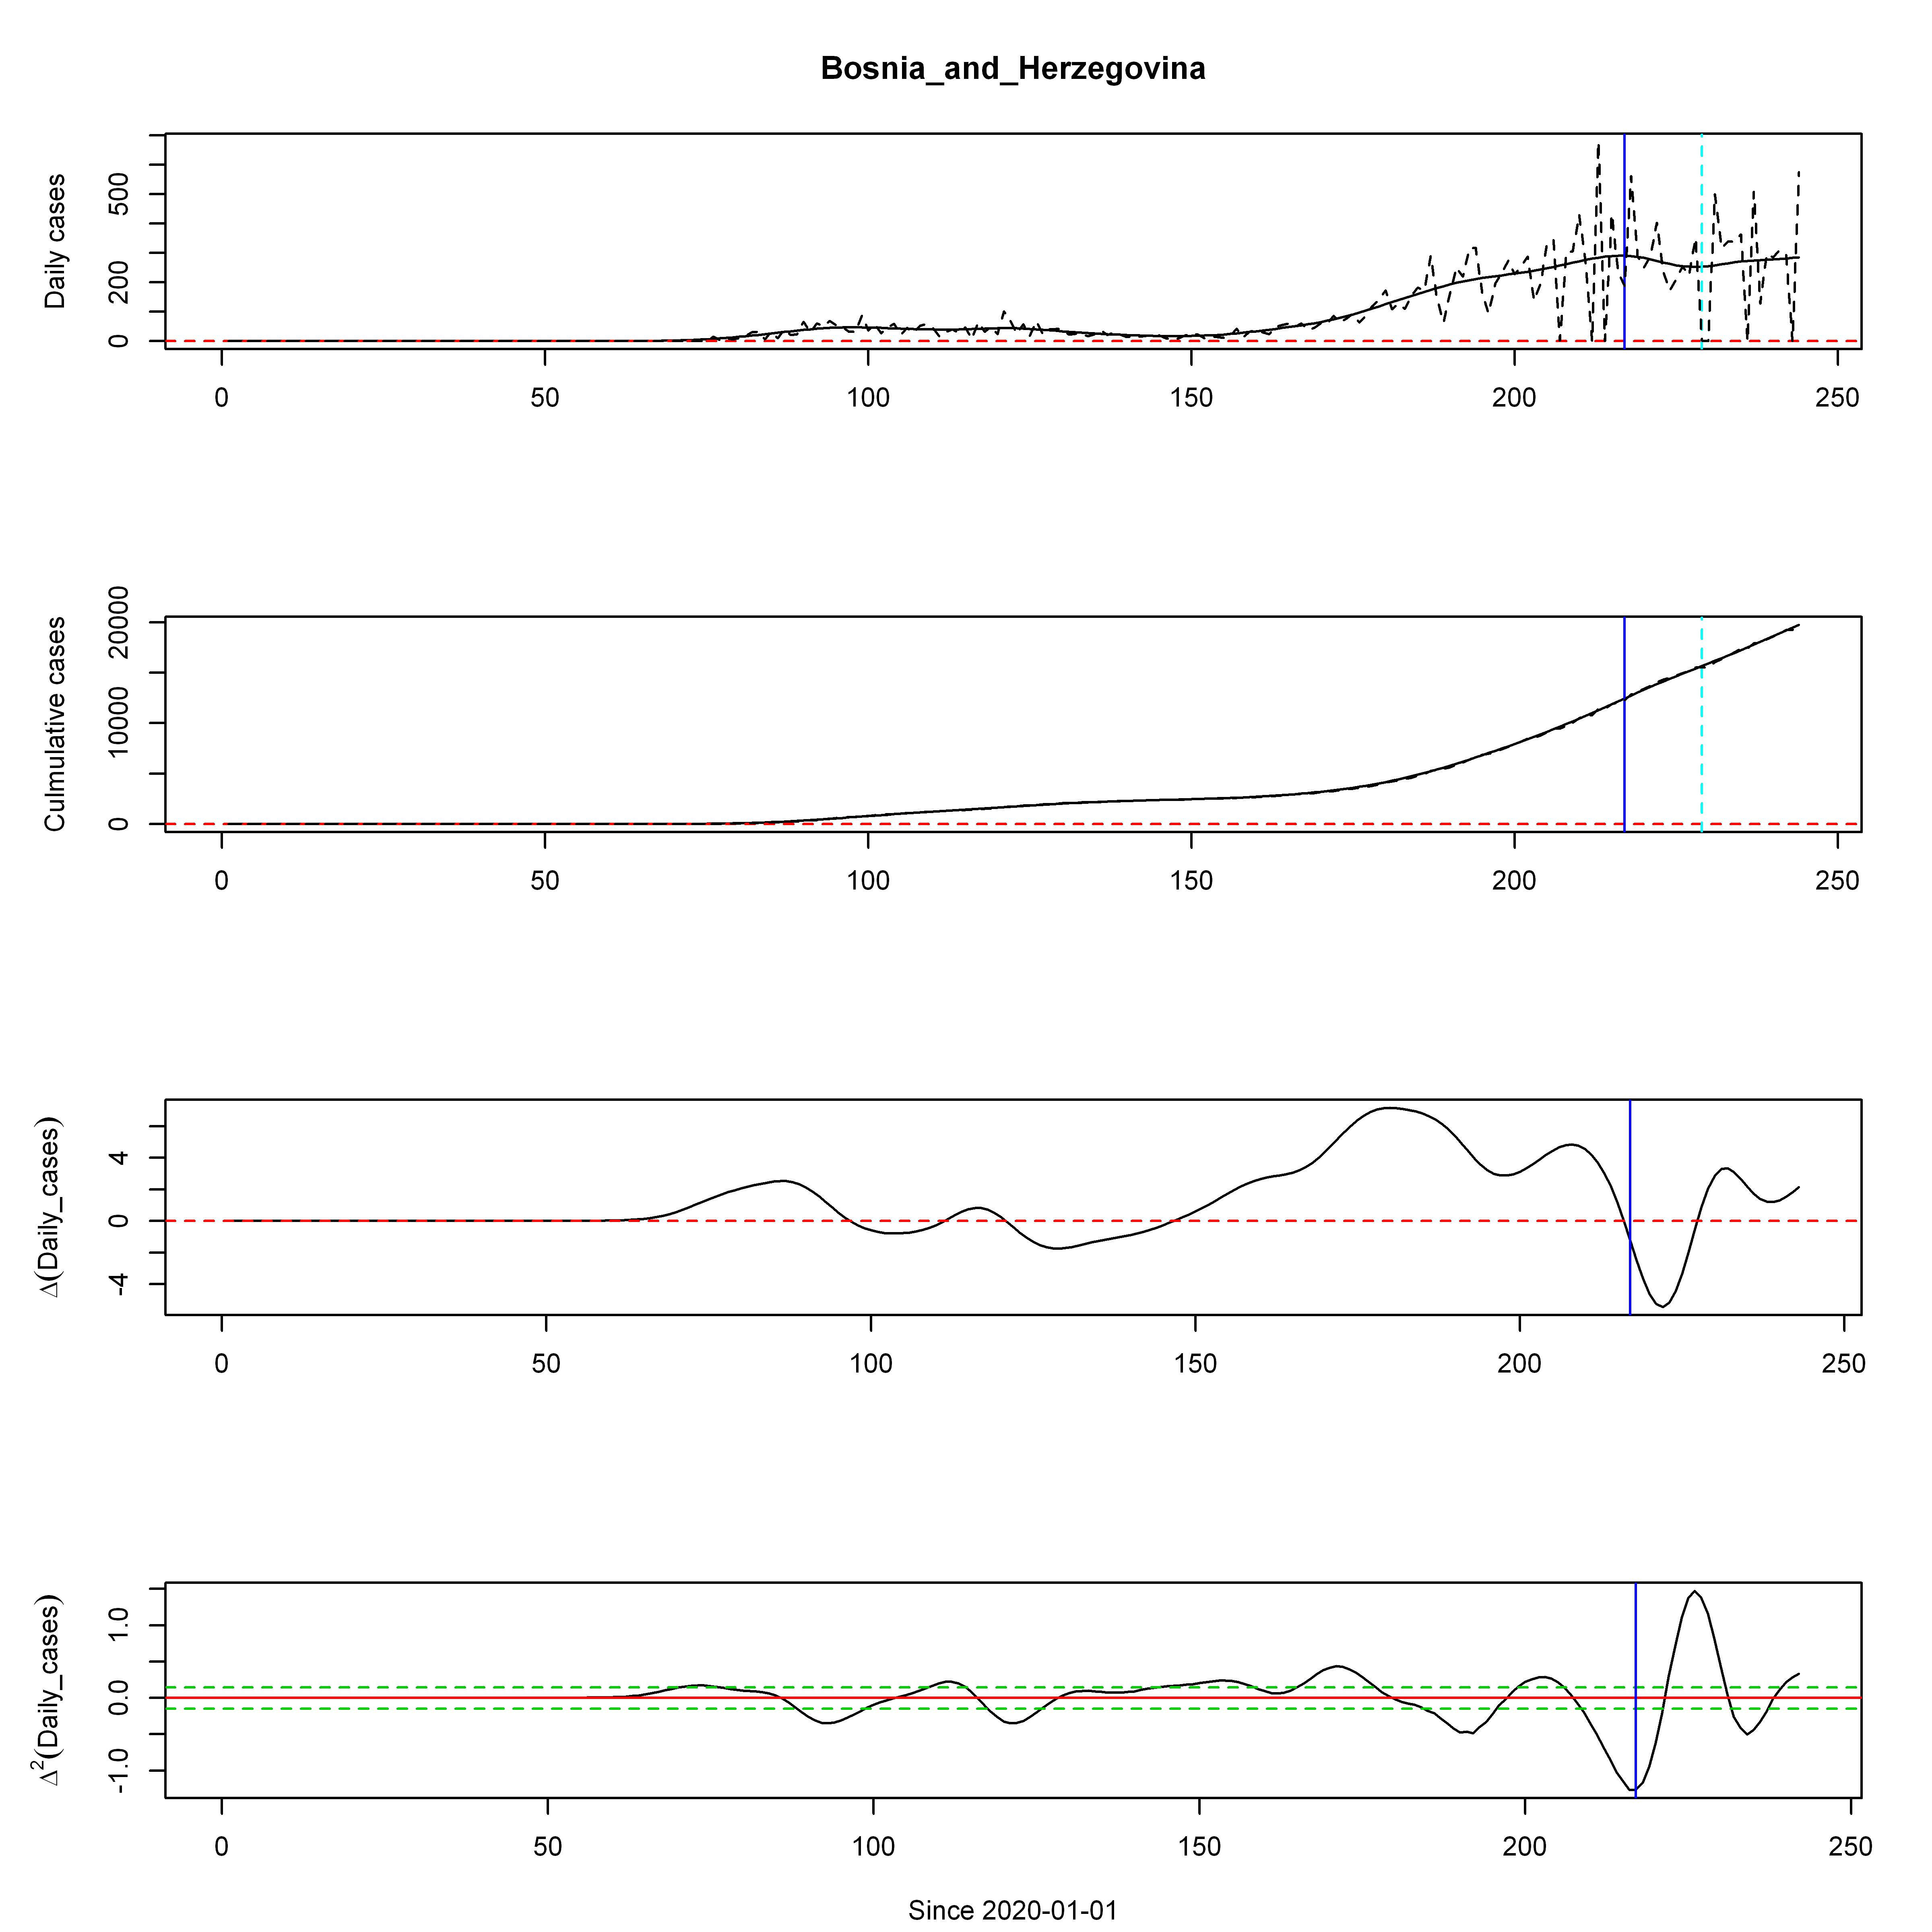 Bosnia_and_Herzegovina
Daily cases
0 200 500
0 50 100 150 200 250
Culmulative cases
0 10000 20000
0 50 100 150 200 250
Δ(Daily_cases)
-4 0 4
0 50 100 150 200 250
Δ²(Daily_cases)
-1.0 0.0 1.0
0 50 100 150 200 250
Since 2020-01-01